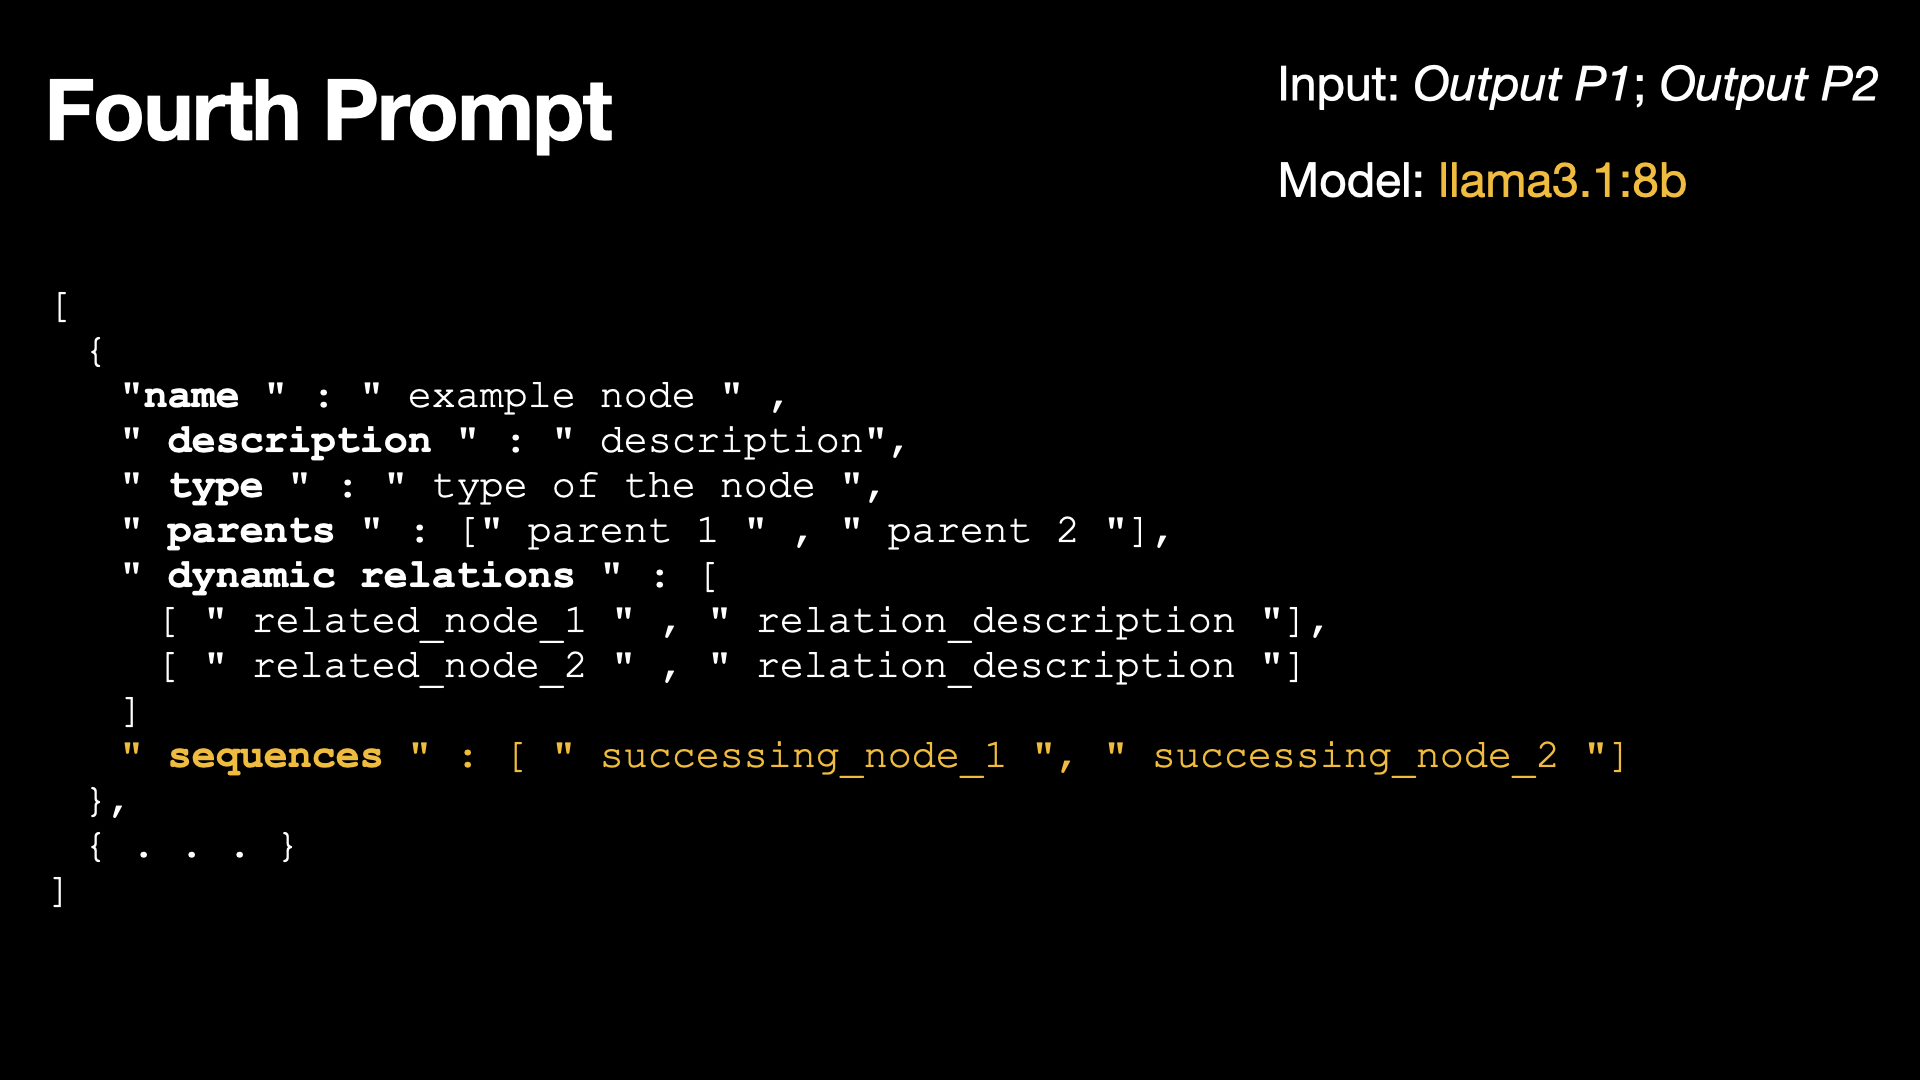 Fourth Prompt
Input: Output P1; Output P2
Model: llama3.1:8b
[
{
"name " : " example node " ,
" description " : " description",
" type " : " type of the node ",
" parents " : [" parent 1 " , " parent 2 "],
" dynamic relations " : [
[ " related_node_1 " , " relation_description "],
[ " related_node_2 " , " relation_description "]
]
" sequences " : [ " successing_node_1 ", " successing_node_2 "]
},
{ . . . }
]